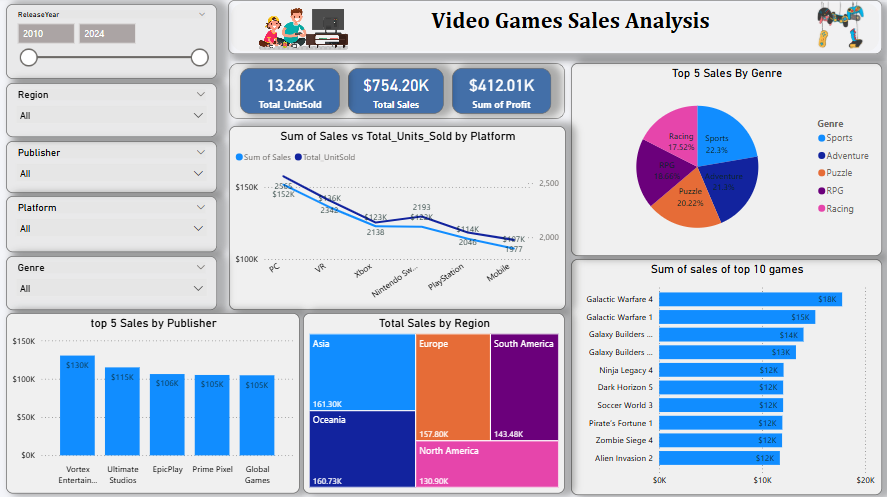 ReleaseYear
2010
2024
Region
All
Publisher
All
Platform
All
Genre
All
Video Games Sales Analysis
13.26K
Total_UnitSold
$754.20K
Total Sales
$412.01K
Sum of Profit
Sum of Sales vs Total_Units_Sold by Platform
Sum of Sales
Total_UnitSold
$150K
$100K
2,500
2,000
2565
$152K
$136K
2342
$123K
2138
2193
$114K
2046
1977
PC
VR
Xbox
Nintendo Sw...
PlayStation
Mobile
Top 5 Sales By Genre
Racing
17.52%
Sports
22.3%
Adventure
Puzzle
20.22%
RPG
Genre
Sports
Adventure
Puzzle
RPG
Racing
top 5 Sales by Publisher
$150K
$100K
$50K
$0K
$130K
$115K
$106K
$105K
$105K
Vortex Entertain...
Ultimate Studios
EpicPlay
Prime Pixel
Global Games
Total Sales by Region
Asia
161.30K
Oceania
160.73K
Europe
157.80K
South America
143.48K
North America
130.90K
Sum of sales of top 10 games
Galactic Warfare 4
$18K
Galactic Warfare 1
$15K
Galaxy Builders ...
$14K
Galaxy Builders ...
$13K
Ninja Legacy 4
$12K
Dark Horizon 5
$12K
Soccer World 3
$12K
Pirate's Fortune 1
$12K
Zombie Siege 4
$12K
Alien Invasion 2
$12K
$0K
$10K
$20K